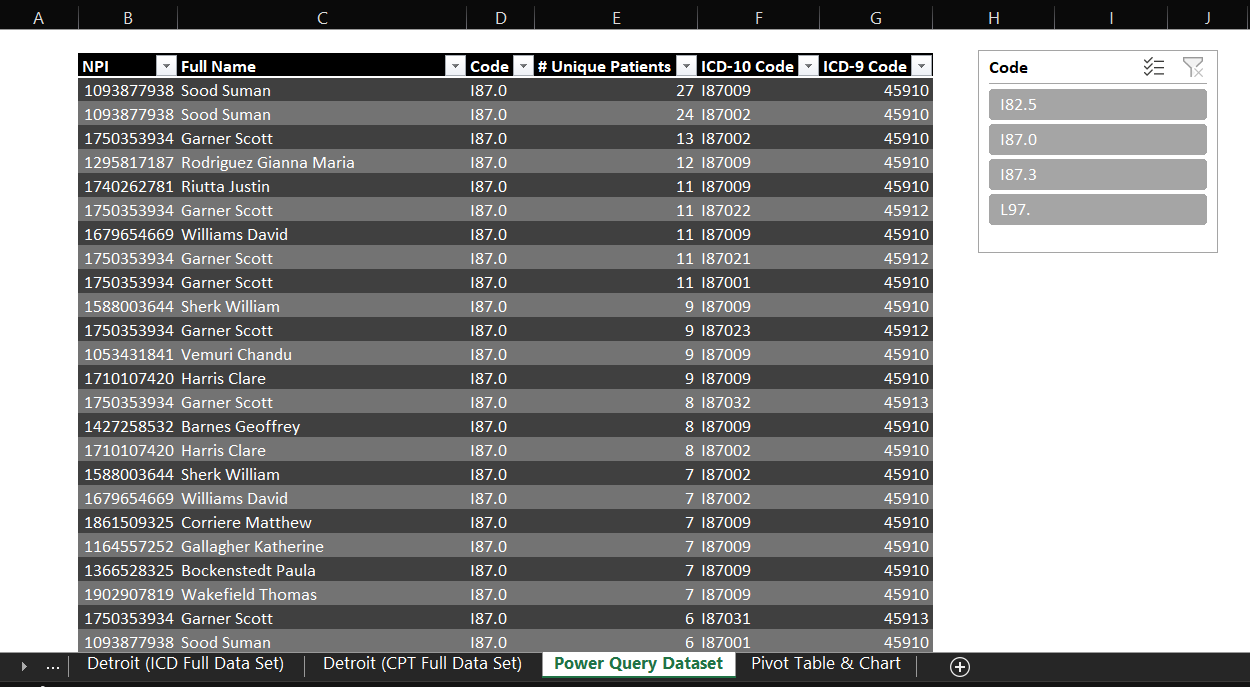 A B C D E F G H I J
NPI Full Name Code # Unique Patients ICD-10 Code ICD-9 Code
1093877938 Sood Suman I87.0 27 I87009 45910
1093877938 Sood Suman I87.0 24 I87002 45910
1750353934 Garner Scott I87.0 13 I87002 45910
1295817187 Rodriguez Gianna Maria I87.0 12 I87009 45910
1740262781 Riutta Justin I87.0 11 I87009 45910
1750353934 Garner Scott I87.0 11 I87022 45912
1679654669 Williams David I87.0 11 I87009 45910
1750353934 Garner Scott I87.0 11 I87021 45912
1750353934 Garner Scott I87.0 11 I87001 45910
1588003644 Sherk William I87.0 9 I87009 45910
1750353934 Garner Scott I87.0 9 I87023 45912
1053431841 Vemuri Chandu I87.0 9 I87009 45910
1710107420 Harris Clare I87.0 9 I87009 45910
1750353934 Garner Scott I87.0 8 I87032 45913
1427258532 Barnes Geoffrey I87.0 8 I87009 45910
1710107420 Harris Clare I87.0 8 I87002 45910
1588003644 Sherk William I87.0 7 I87002 45910
1679654669 Williams David I87.0 7 I87002 45910
1861509325 Corriere Matthew I87.0 7 I87009 45910
1164557252 Gallagher Katherine I87.0 7 I87009 45910
1366528325 Bockenstedt Paula I87.0 7 I87009 45910
1902907819 Wakefield Thomas I87.0 7 I87009 45910
1750353934 Garner Scott I87.0 6 I87031 45913
1093877938 Sood Suman I87.0 6 I87001 45910
Code
I82.5
I87.0
I87.3
L97.
... Detroit (ICD Full Data Set) Detroit (CPT Full Data Set) Power Query Dataset Pivot Table & Chart